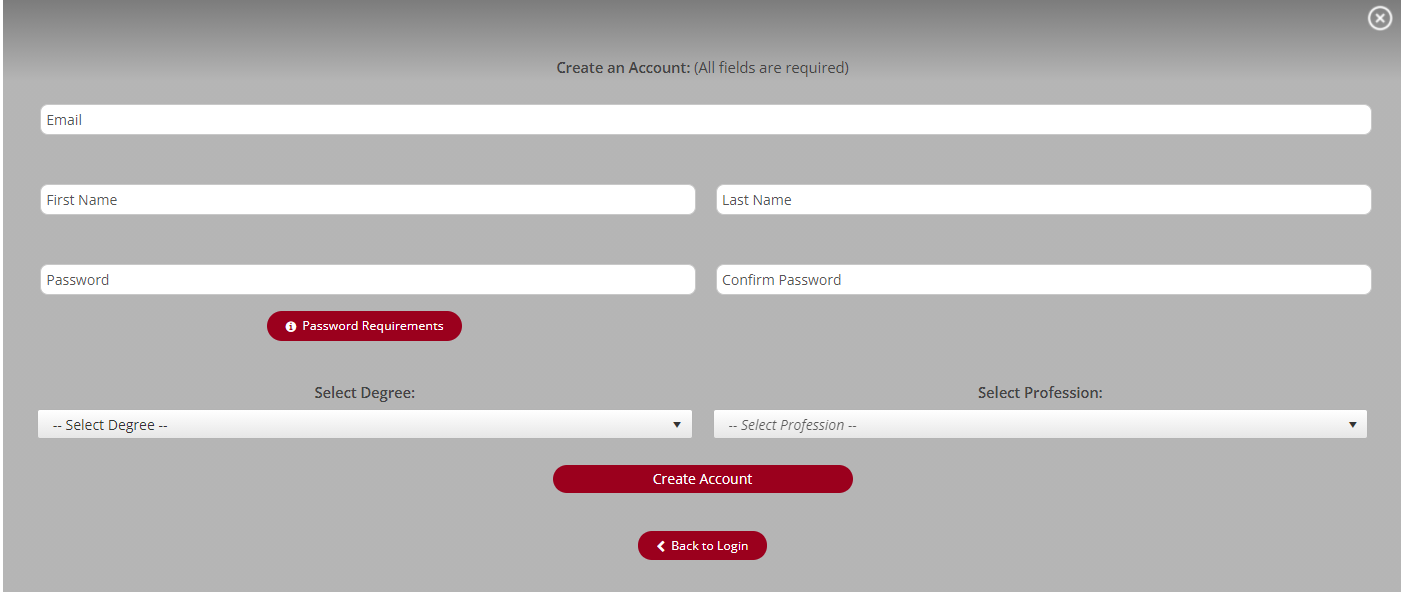 Create an Account: (All fields are required)
Email
First Name
Last Name
Password
Confirm Password
Password Requirements
Select Degree:
Select Profession:
-- Select Degree --
-- Select Profession --
Create Account
Back to Login